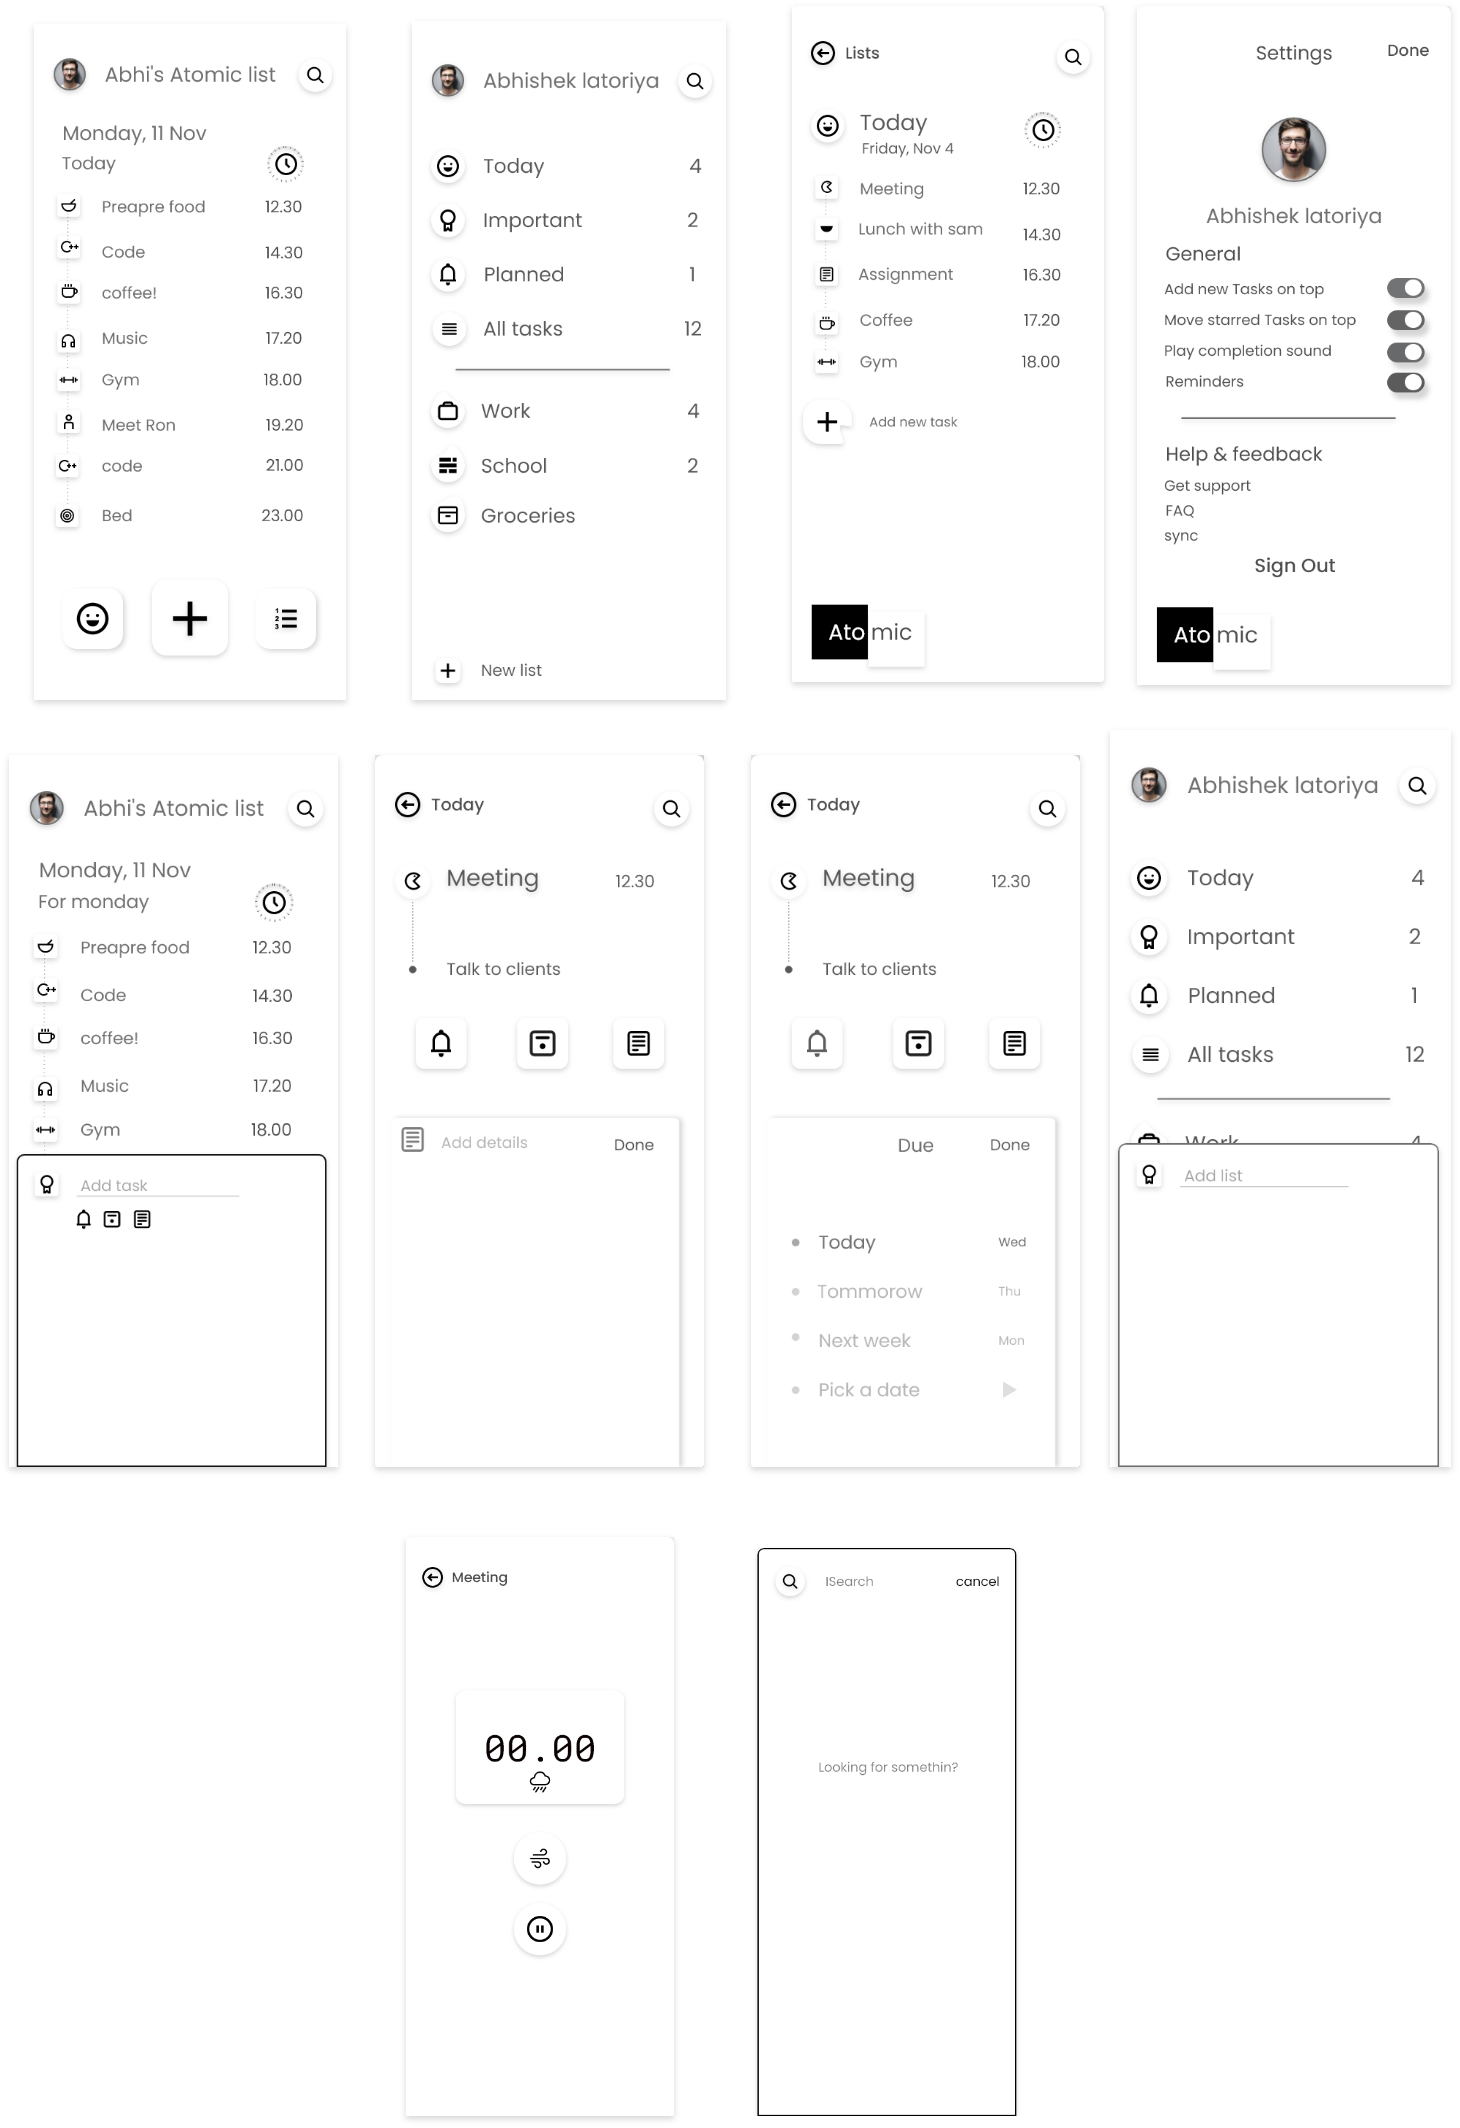 Abhi's Atomic list
Monday, 11 Nov
Today
Preapre food 12.30
Code 14.30
coffee! 16.30
Music 17.20
Gym 18.00
Meet Ron 19.20
code 21.00
Bed 23.00
Abhishek latoriya
Today 4
Important 2
Planned 1
All tasks 12
Work 4
School 2
Groceries
New list
Lists
Today
Friday, Nov 4
Meeting 12.30
Lunch with sam 14.30
Assignment 16.30
Coffee 17.20
Gym 18.00
Add new task
Atomic
Settings Done
Abhishek latoriya
General
Add new Tasks on top
Move starred Tasks on top
Play completion sound
Reminders
Help & feedback
Get support
FAQ
sync
Sign Out
Atomic
Abhi's Atomic list
Monday, 11 Nov
For monday
Preapre food 12.30
Code 14.30
coffee! 16.30
Music 17.20
Gym 18.00
Add task
Today
Meeting 12.30
Talk to clients
Add details Done
Today
Meeting 12.30
Talk to clients
Due Done
Today Wed
Tommorow Thu
Next week Mon
Pick a date
Abhishek latoriya
Today 4
Important 2
Planned 1
All tasks 12
Work 4
Add list
Meeting
00.00
|Search cancel
Looking for somethin?